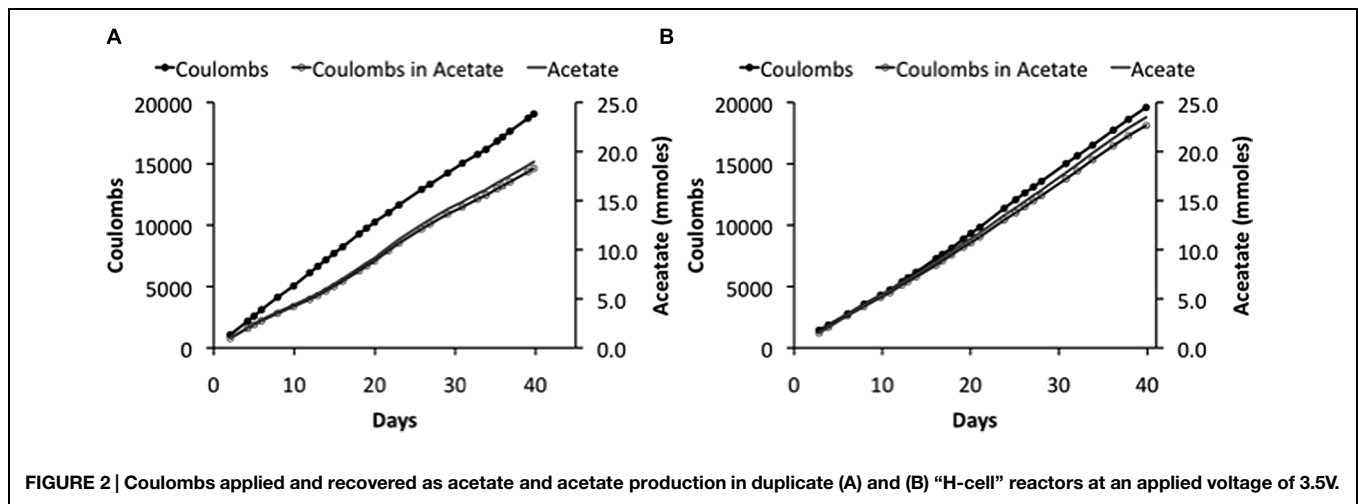 A
B
Coulombs Coulombs in Acetate Acetate
Coulombs Coulombs in Acetate Aceate
20000
15000
10000
5000
0
25.0
20.0
15.0
10.0
5.0
0.0
Coulombs
Aceatate (mmoles)
0 10 20 30 40
Days
20000
15000
10000
5000
0
25.0
20.0
15.0
10.0
5.0
0.0
Coulombs
Aceatate (mmoles)
0 10 20 30 40
Days
FIGURE 2 | Coulombs applied and recovered as acetate and acetate production in duplicate (A) and (B) “H-cell” reactors at an applied voltage of 3.5V.